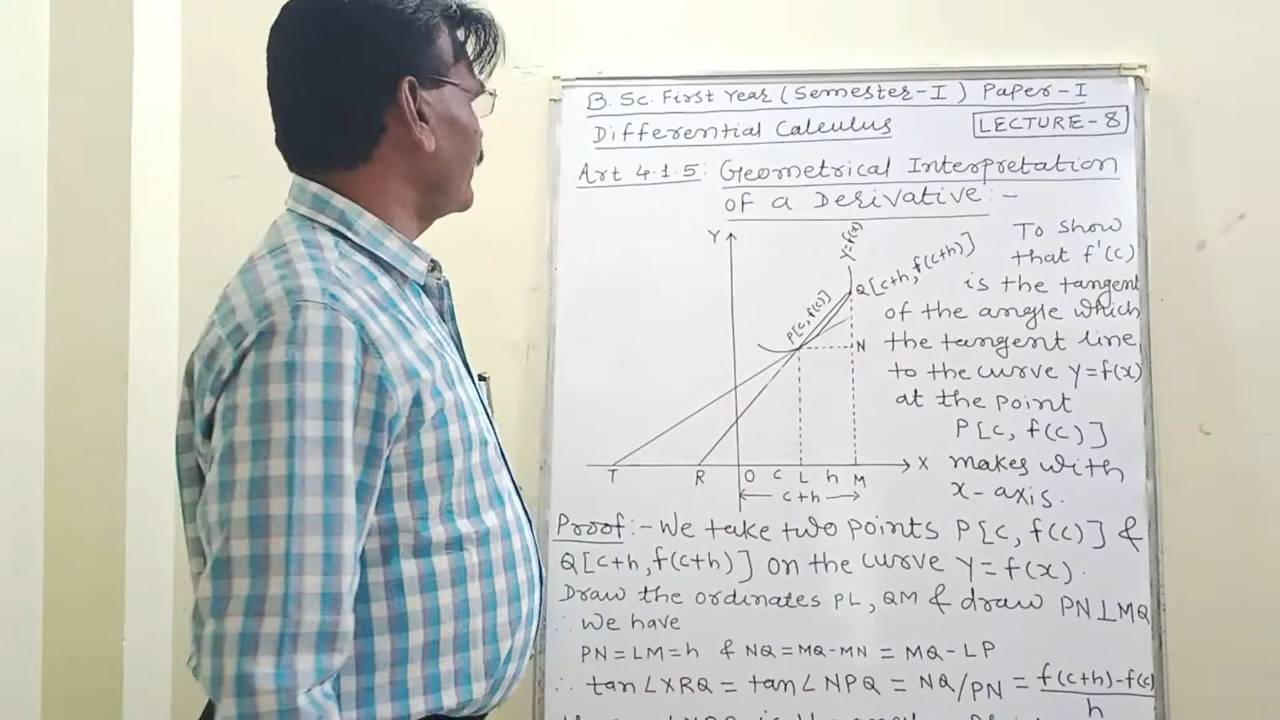 B. Sc. First Year (Semester-I) Paper-I
Differential Calculus
LECTURE-8
Art 4.1.5: Geometrical Interpretation
of a Derivative:-
Y
y=f(x)
Q[c+h, f(c+h)]
P[c, f(c)]
N
T R O c L h M X
c+h
To show
that f'(c)
is the tangent
of the angle which
the tangent line
to the curve y=f(x)
at the point
P[c, f(c)]
makes with
x-axis.
Proof:- We take two points P[c, f(c)] &
Q[c+h, f(c+h)] on the curve y=f(x).
Draw the ordinates PL, QM & draw PN⊥MQ
∴ We have
PN=LM=h & NQ=MQ-MN=MQ-LP
∴ tan∠XRQ = tan∠NPQ = NQ/PN = f(c+h)-f(c)
h